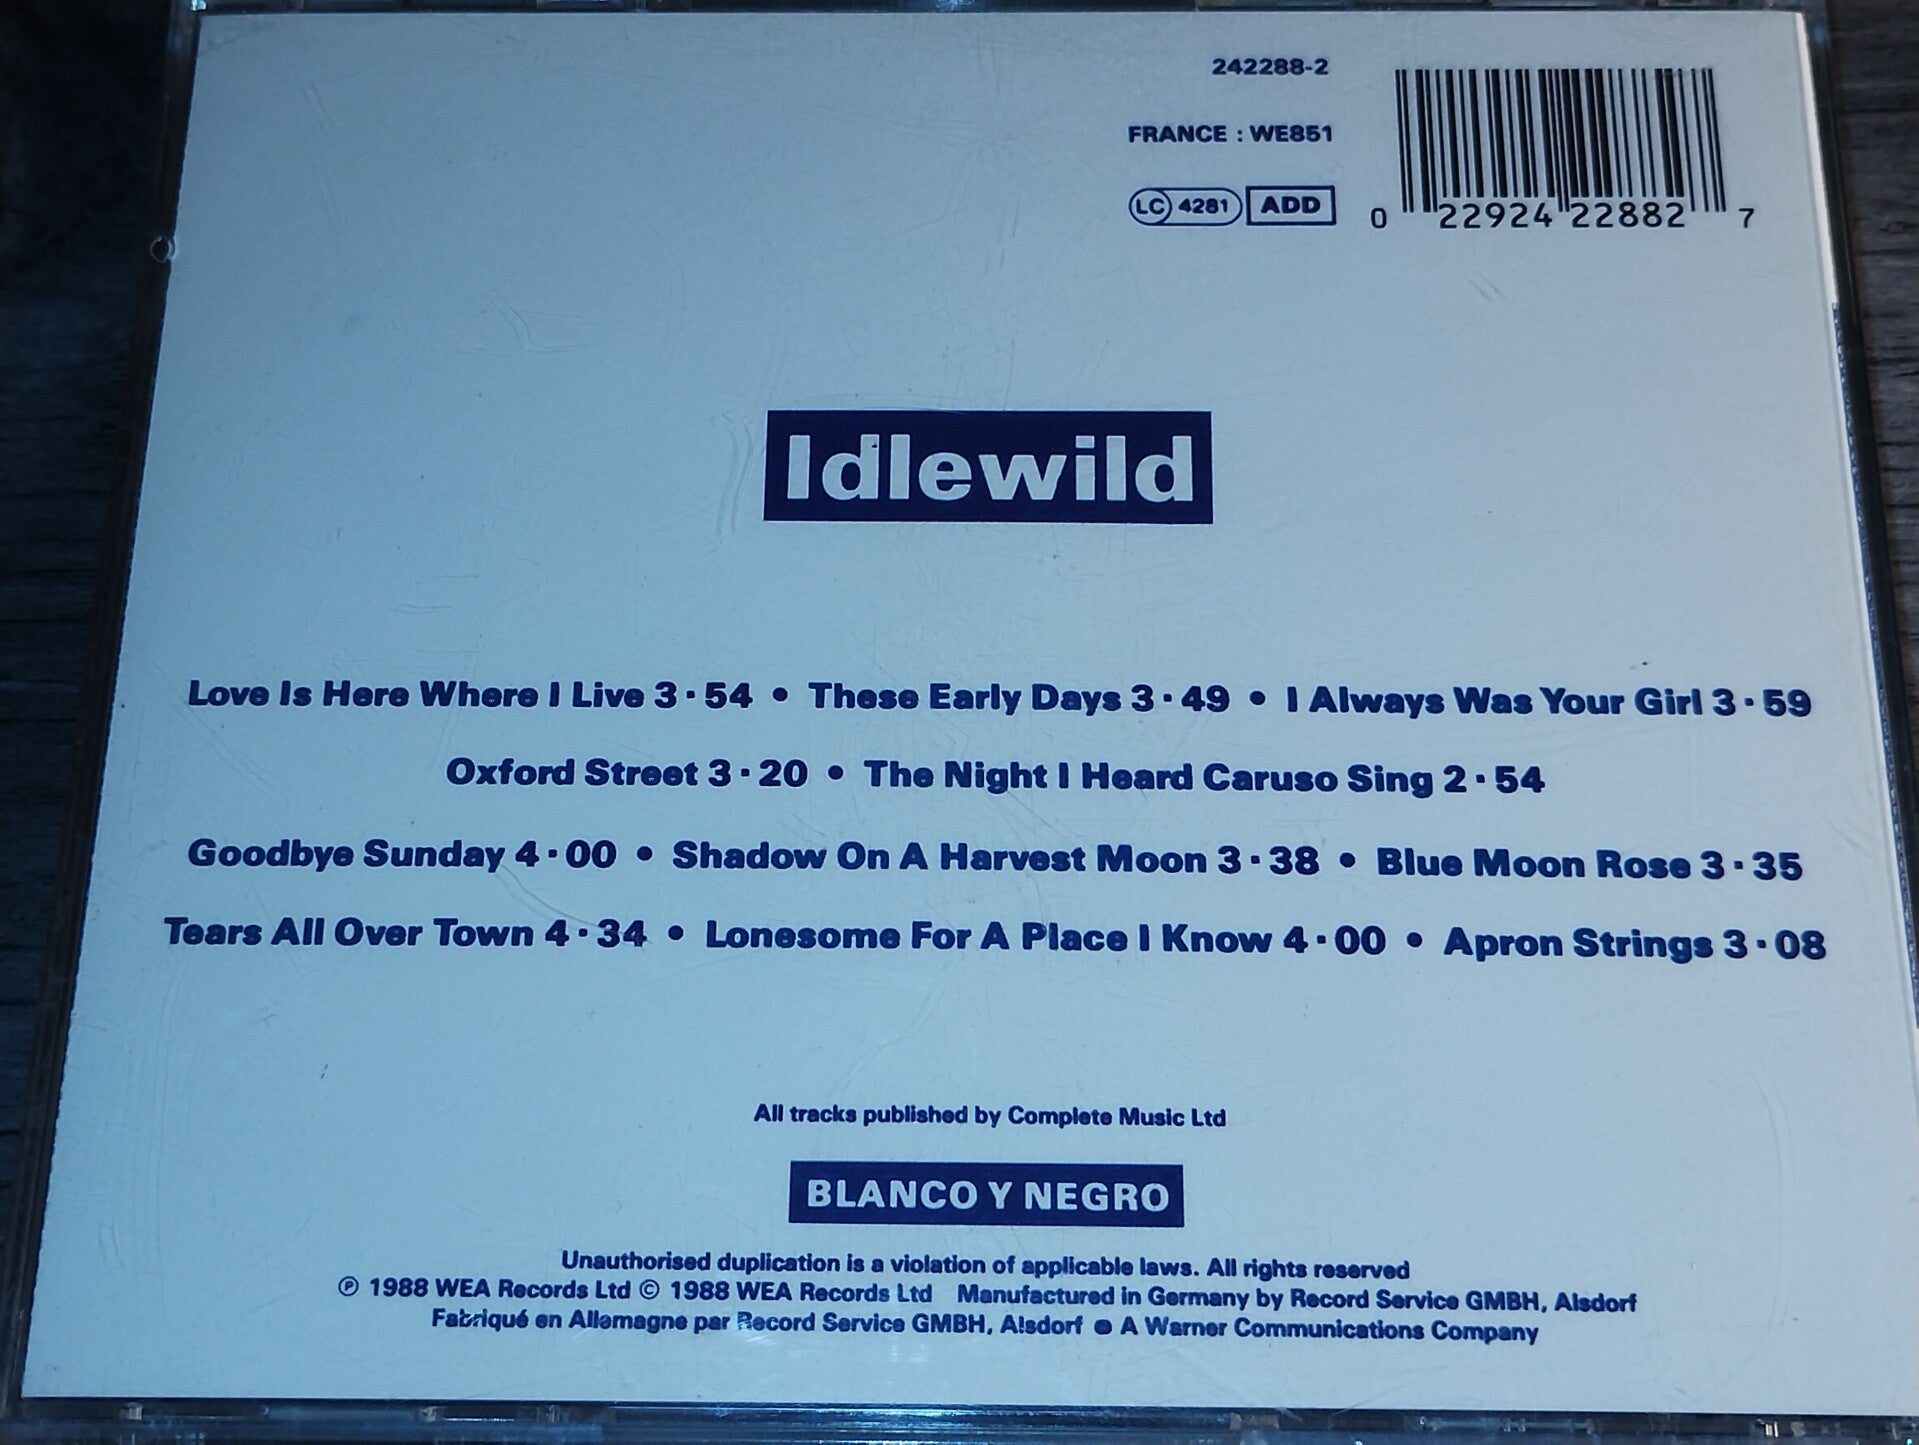 242288-2
FRANCE : WE851
LC 4281 ADD
0 22924 22882 7
Idlewild
Love Is Here Where I Live 3·54 • These Early Days 3·49 • I Always Was Your Girl 3·59
Oxford Street 3·20 • The Night I Heard Caruso Sing 2·54
Goodbye Sunday 4·00 • Shadow On A Harvest Moon 3·38 • Blue Moon Rose 3·35
Tears All Over Town 4·34 • Lonesome For A Place I Know 4·00 • Apron Strings 3·08
All tracks published by Complete Music Ltd
BLANCO Y NEGRO
Unauthorised duplication is a violation of applicable laws. All rights reserved
℗ 1988 WEA Records Ltd © 1988 WEA Records Ltd Manufactured in Germany by Record Service GMBH, Alsdorf
Fabriqué en Allemagne par Record Service GMBH, Alsdorf • A Warner Communications Company